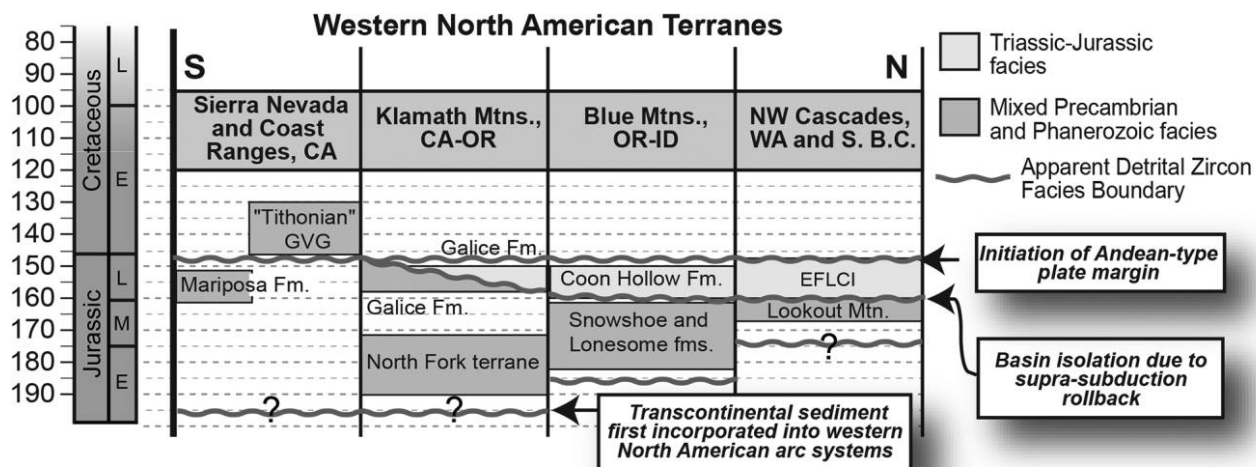 Western North American Terranes
80
90
100
110
120
130
140
150
160
170
180
190
Cretaceous
Jurassic
L
E
L
M
E
S
N
Sierra Nevada
and Coast
Ranges, CA
Klamath Mtns.,
CA-OR
Blue Mtns.,
OR-ID
NW Cascades,
WA and S. B.C.
"Tithonian"
GVG
Mariposa Fm.
Galice Fm.
Galice Fm.
North Fork terrane
Coon Hollow Fm.
Snowshoe and
Lonesome fms.
EFLCI
Lookout Mtn.
?
?
?
Triassic-Jurassic
facies
Mixed Precambrian
and Phanerozoic facies
Apparent Detrital Zircon
Facies Boundary
Initiation of Andean-type
plate margin
Basin isolation due to
supra-subduction
rollback
Transcontinental sediment
first incorporated into western
North American arc systems